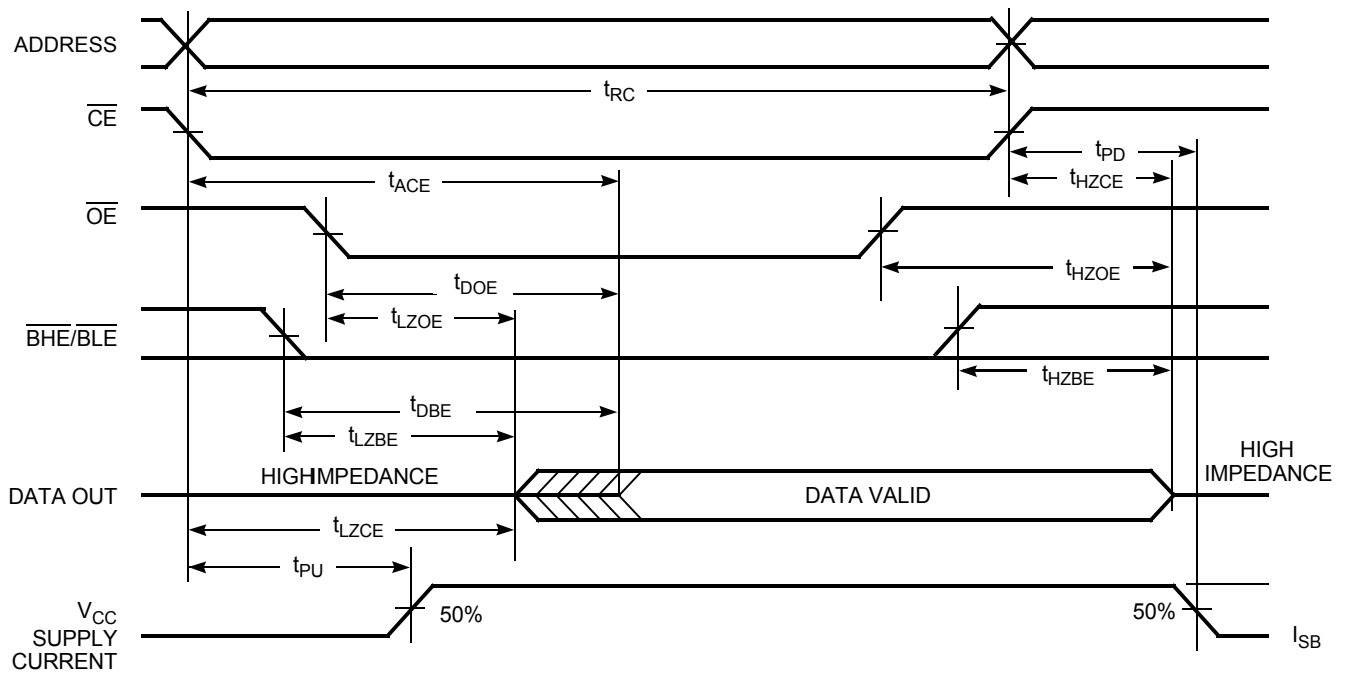 ADDRESS
tRC
CE
tPD
tACE
tHZCE
OE
tHZOE
tDOE
tLZOE
BHE/BLE
tHZBE
tDBE
tLZBE
HIGH
IMPEDANCE
HIGHIMPEDANCE
DATA OUT
DATA VALID
tLZCE
tPU
VCC
SUPPLY
CURRENT
50%
50%
ISB